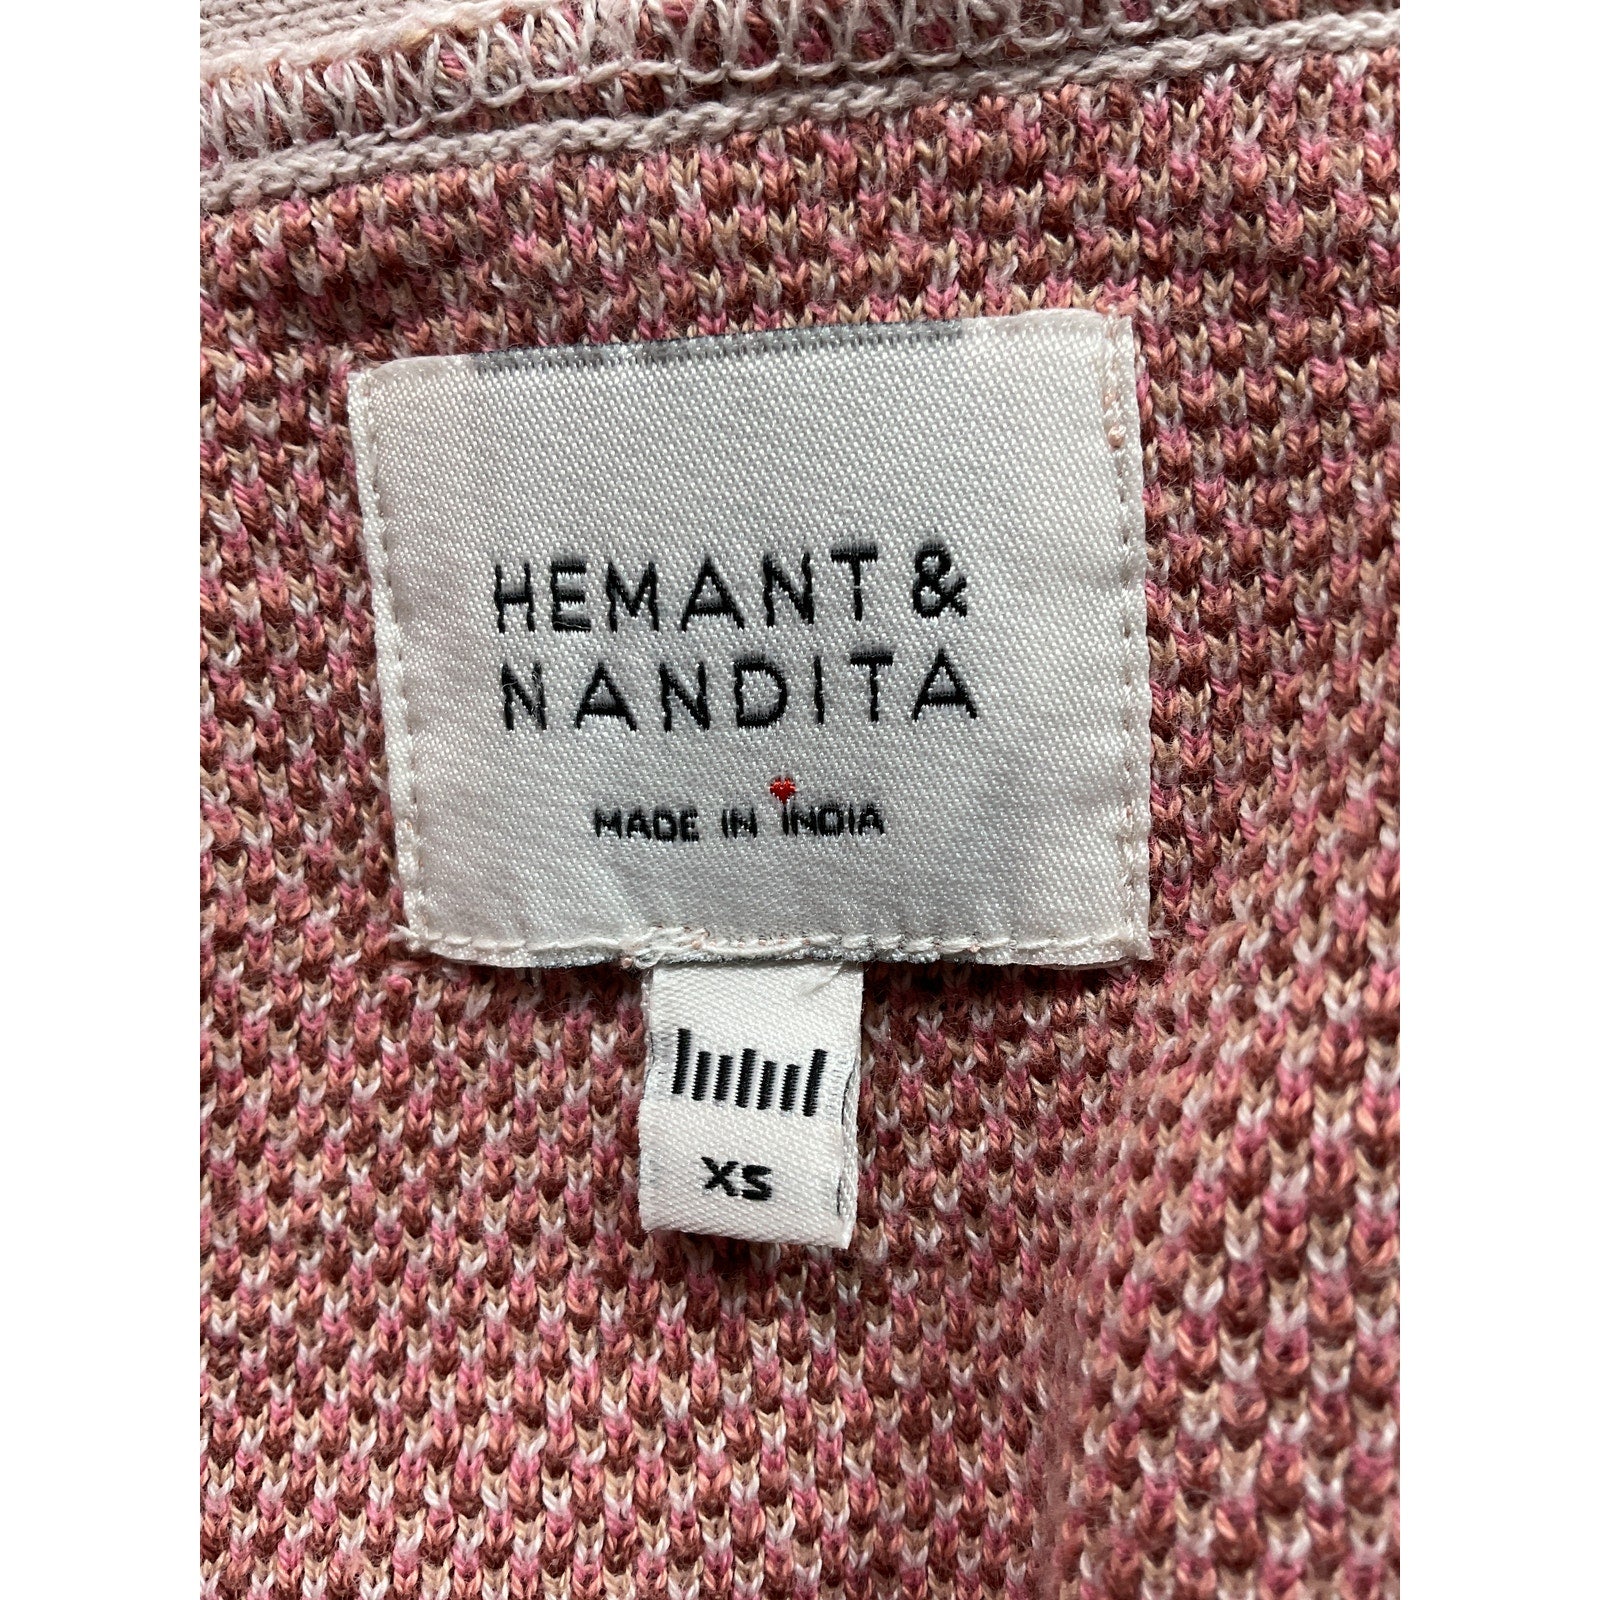 HEMANT &
NANDITA
MADE IN INDIA
XS